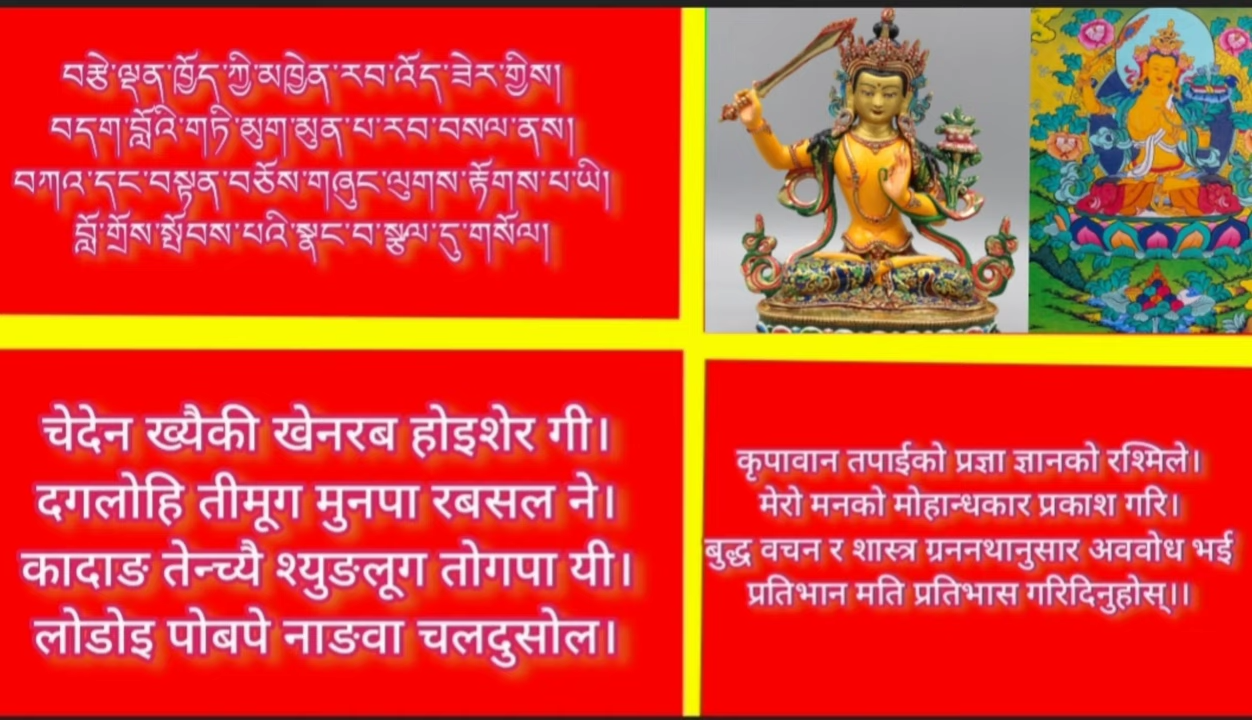 བརྩེ་ལྡན་ཁྱོད་ཀྱི་མཁྱེན་རབ་འོད་ཟེར་གྱིས།
བདག་བློའི་གཏི་མུག་མུན་པ་རབ་བསལ་ནས།
བཀའ་དང་བསྟན་བཅོས་གཞུང་ལུགས་རྟོགས་པ་ཡི།
བློ་གྲོས་སྤོབས་པའི་སྣང་བ་སྩལ་དུ་གསོལ།
चेदेन ख्यैकी खेनरब होइशेर गी।
दगलोहि तीमूग मुनपा रबसल ने।
कादाङ तेन्च्यै श्युङलूग तोगपा यी।
लोडोइ पोबपे नाङवा चलदुसोल।
कृपावान तपाईको प्रज्ञा ज्ञानको रश्मिले।
मेरो मनको मोहान्धकार प्रकाश गरि।
बुद्ध वचन र शास्त्र ग्रननथानुसार अववोध भई
प्रतिभान मति प्रतिभास गरिदिनुहोस्।।